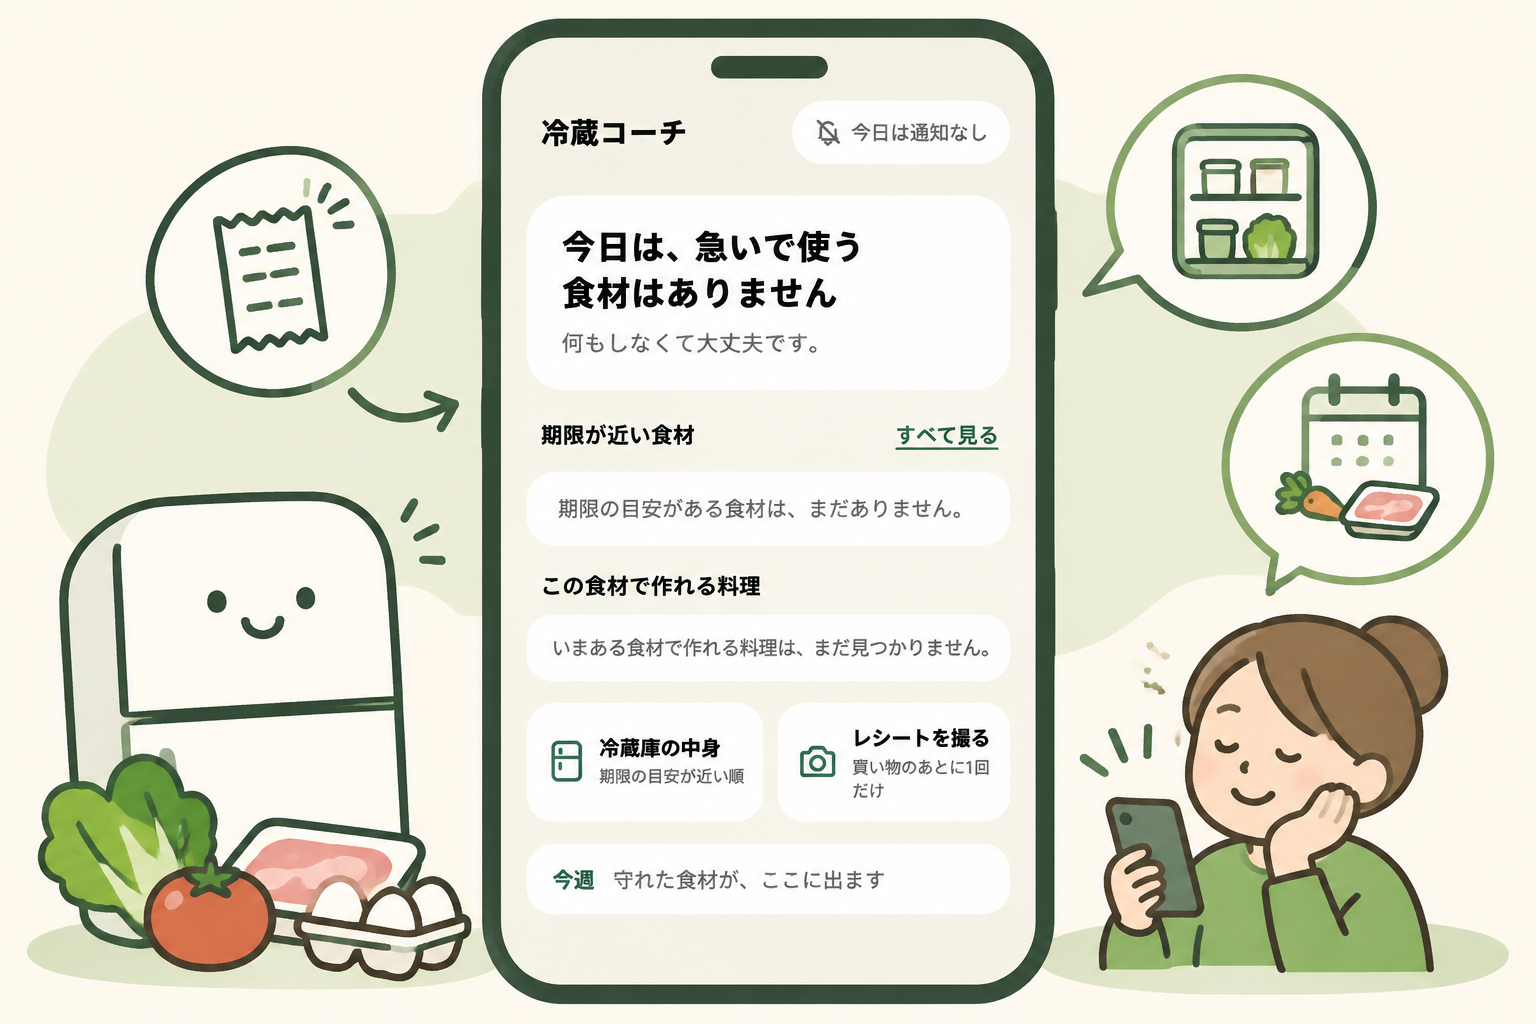 冷蔵コーチ
今日は通知なし
今日は、急いで使う
食材はありません
何もしなくて大丈夫です。
期限が近い食材
すべて見る
期限の目安がある食材は、まだありません。
この食材で作れる料理
いまある食材で作れる料理は、まだ見つかりません。
冷蔵庫の中身
期限の目安が近い順
レシートを撮る
買い物のあとに1回
だけ
今週 守れた食材が、ここに出ます